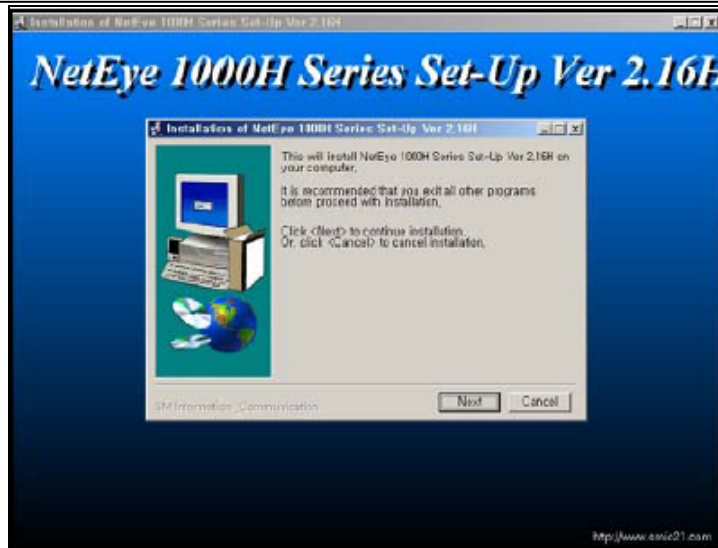 Installation of NetEye 1000H Series Set-Up Ver 2.16H
NetEye 1000H Series Set-Up Ver 2.16H
Installation of NetEye 1000H Series Set-Up Ver 2.16H
This will install NetEye 1000H Series Set-Up Ver 2,16H on
your computer,
It is recommended that you exit all other programs
before proceed with Installation,
Click <Next> to continue installation,
Or, click <Cancel> to cancel installation,
SM Information_Communication
Next
Cancel
http://www.smic21.com